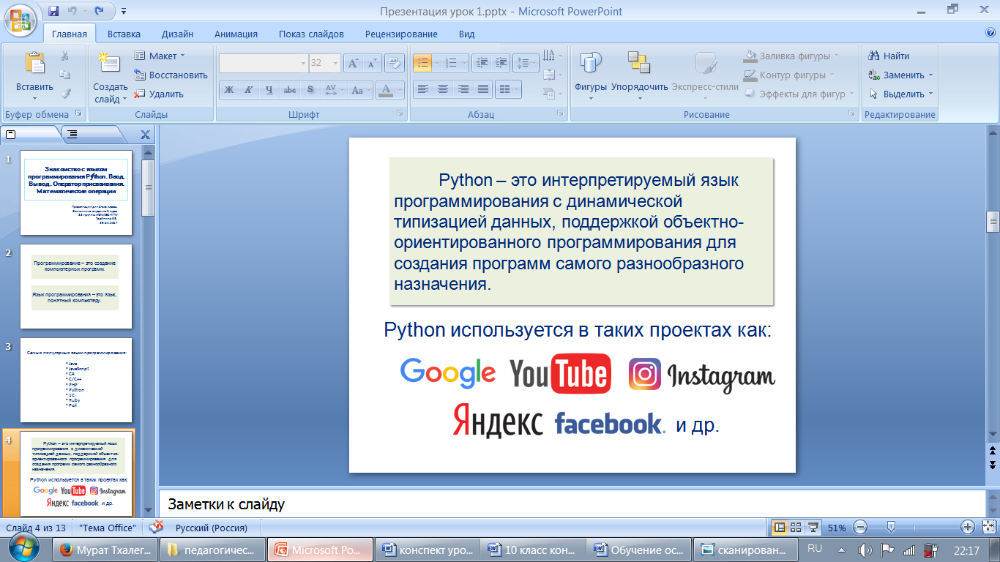 Презентация урок 1.pptx - Microsoft PowerPoint
Главная Вставка Дизайн Анимация Показ слайдов Рецензирование Вид
Вставить
Буфер обмена
Создать слайд
Макет
Восстановить
Удалить
Слайды
32
Ж К Ч abc S AV Aa A
Шрифт
Абзац
Фигуры Упорядочить Экспресс-стили
Заливка фигуры
Контур фигуры
Эффекты для фигур
Рисование
Найти
Заменить
Выделить
Редактирование
1
Знакомство с языком
программирования Python. Ввод.
Вывод. Оператор присваивания.
Математические операции
2
Программирование – это создание
компьютерных программ.
Язык программирования – это язык,
понятный компьютеру.
3
Самые популярные языки программирования:
• Java
• JavaScript
• C#
• C/C++
• PHP
• Python
• 1C
• Ruby
• Perl
4
Python – это интерпретируемый язык
программирования с динамической
типизацией данных, поддержкой объектно-
ориентированного программирования для
создания программ самого разнообразного
назначения.
Python используется в таких проектах как:
Google YouTube Instagram
Яндекс facebook. и др.
Python – это интерпретируемый язык
программирования с динамической
типизацией данных, поддержкой объектно-
ориентированного программирования для
создания программ самого разнообразного
назначения.
Python используется в таких проектах как:
Google YouTube Instagram
Яндекс facebook. и др.
Заметки к слайду
Слайд 4 из 13 "Тема Office" Русский (Россия) 51%
Мурат Тхалег... педагогичес... Microsoft Po... конспект уро... 10 класс кон... Обучение ос... сканирован... RU 22:17